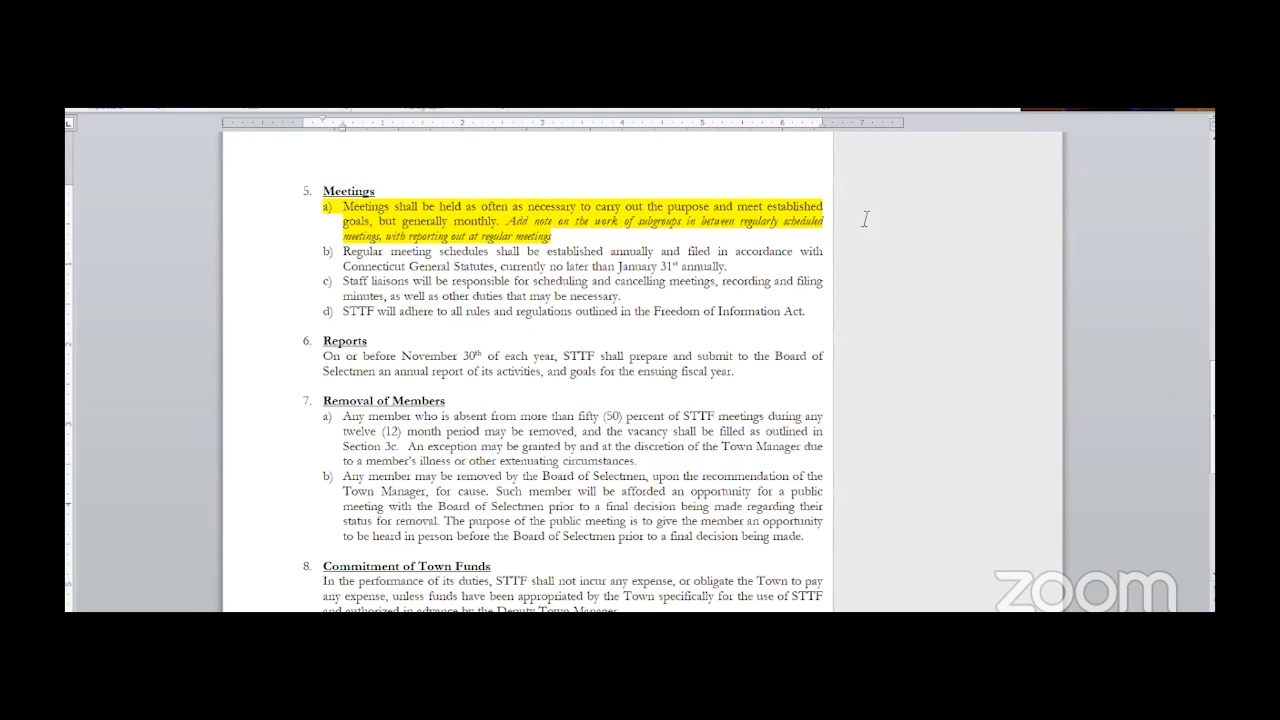 1 2 3 4 5 6 7
5. Meetings
a) Meetings shall be held as often as necessary to carry out the purpose and meet established
goals, but generally monthly. Add note on the work of subgroups in between regularly scheduled
meetings, with reporting out at regular meetings
b) Regular meeting schedules shall be established annually and filed in accordance with
Connecticut General Statutes, currently no later than January 31st annually.
c) Staff liaisons will be responsible for scheduling and cancelling meetings, recording and filing
minutes, as well as other duties that may be necessary.
d) STTF will adhere to all rules and regulations outlined in the Freedom of Information Act.
6. Reports
On or before November 30th of each year, STTF shall prepare and submit to the Board of
Selectmen an annual report of its activities, and goals for the ensuing fiscal year.
7. Removal of Members
a) Any member who is absent from more than fifty (50) percent of STTF meetings during any
twelve (12) month period may be removed, and the vacancy shall be filled as outlined in
Section 3c. An exception may be granted by and at the discretion of the Town Manager due
to a member's illness or other extenuating circumstances.
b) Any member may be removed by the Board of Selectmen, upon the recommendation of the
Town Manager, for cause. Such member will be afforded an opportunity for a public
meeting with the Board of Selectmen prior to a final decision being made regarding their
status for removal. The purpose of the public meeting is to give the member an opportunity
to be heard in person before the Board of Selectmen prior to a final decision being made.
8. Commitment of Town Funds
In the performance of its duties, STTF shall not incur any expense, or obligate the Town to pay
any expense, unless funds have been appropriated by the Town specifically for the use of STTF
and authorized in advance by the Deputy Town Manager.
zoom